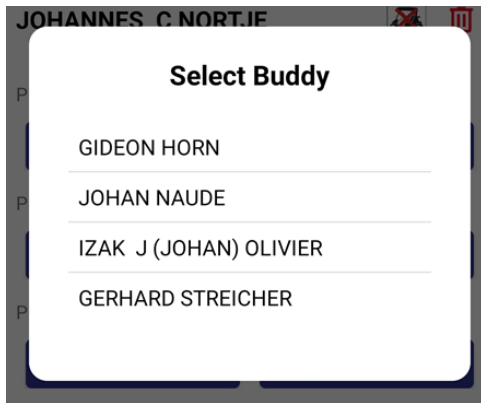 JOHANNES C NORTJE
Select Buddy
P
GIDEON HORN
JOHAN NAUDE
P
IZAK J (JOHAN) OLIVIER
GERHARD STREICHER
P